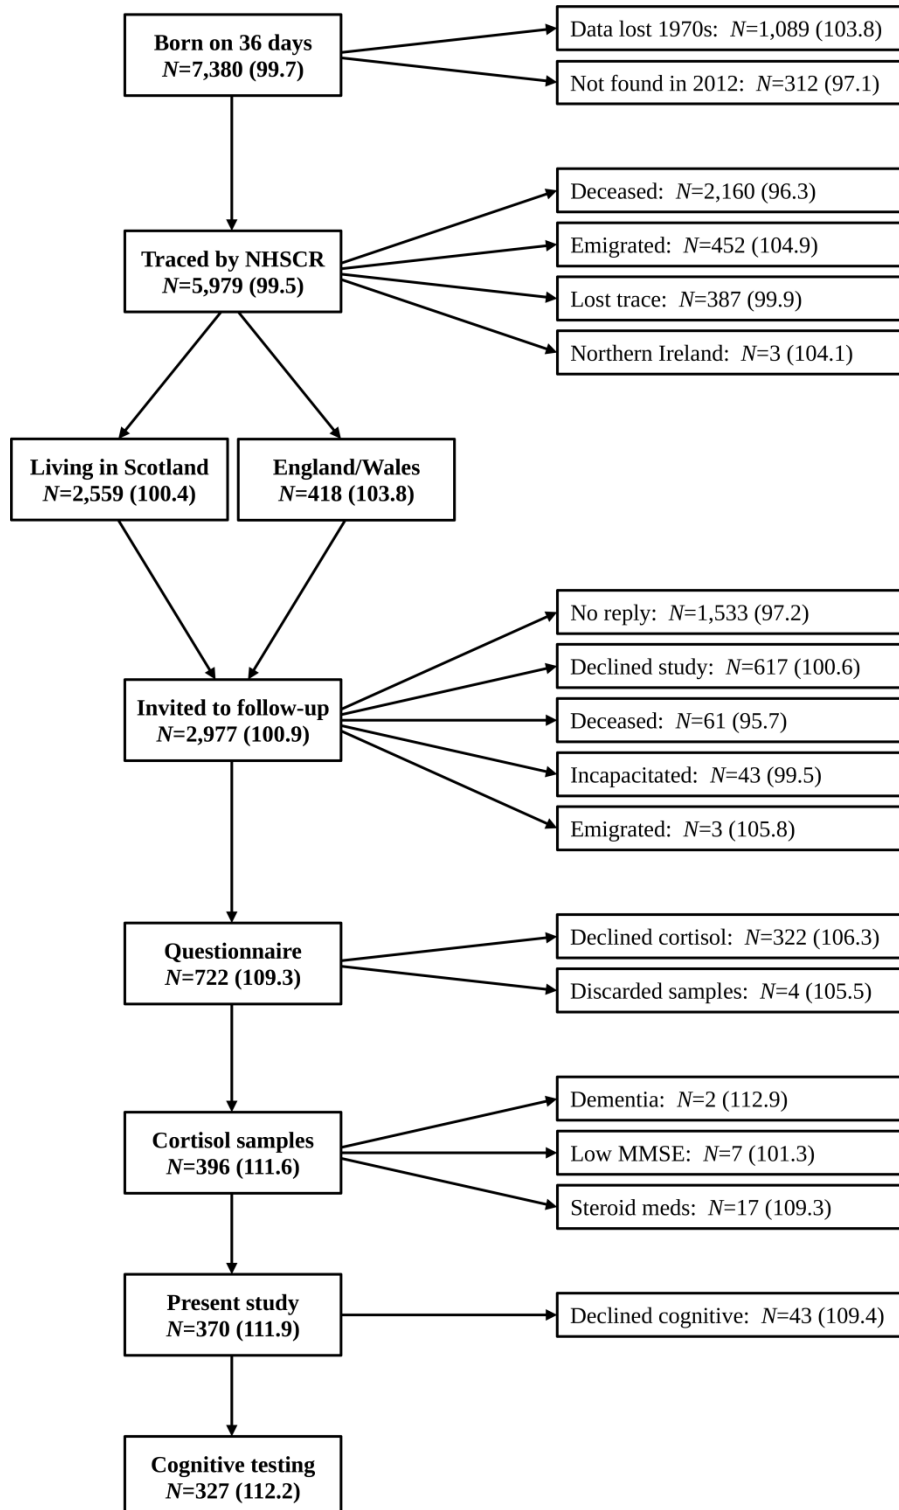 Born on 36 days
N=7,380 (99.7)
Data lost 1970s: N=1,089 (103.8)
Not found in 2012: N=312 (97.1)
Traced by NHSCR
N=5,979 (99.5)
Deceased: N=2,160 (96.3)
Emigrated: N=452 (104.9)
Lost trace: N=387 (99.9)
Northern Ireland: N=3 (104.1)
Living in Scotland
N=2,559 (100.4)
England/Wales
N=418 (103.8)
Invited to follow-up
N=2,977 (100.9)
No reply: N=1,533 (97.2)
Declined study: N=617 (100.6)
Deceased: N=61 (95.7)
Incapacitated: N=43 (99.5)
Emigrated: N=3 (105.8)
Questionnaire
N=722 (109.3)
Declined cortisol: N=322 (106.3)
Discarded samples: N=4 (105.5)
Cortisol samples
N=396 (111.6)
Dementia: N=2 (112.9)
Low MMSE: N=7 (101.3)
Steroid meds: N=17 (109.3)
Present study
N=370 (111.9)
Declined cognitive: N=43 (109.4)
Cognitive testing
N=327 (112.2)